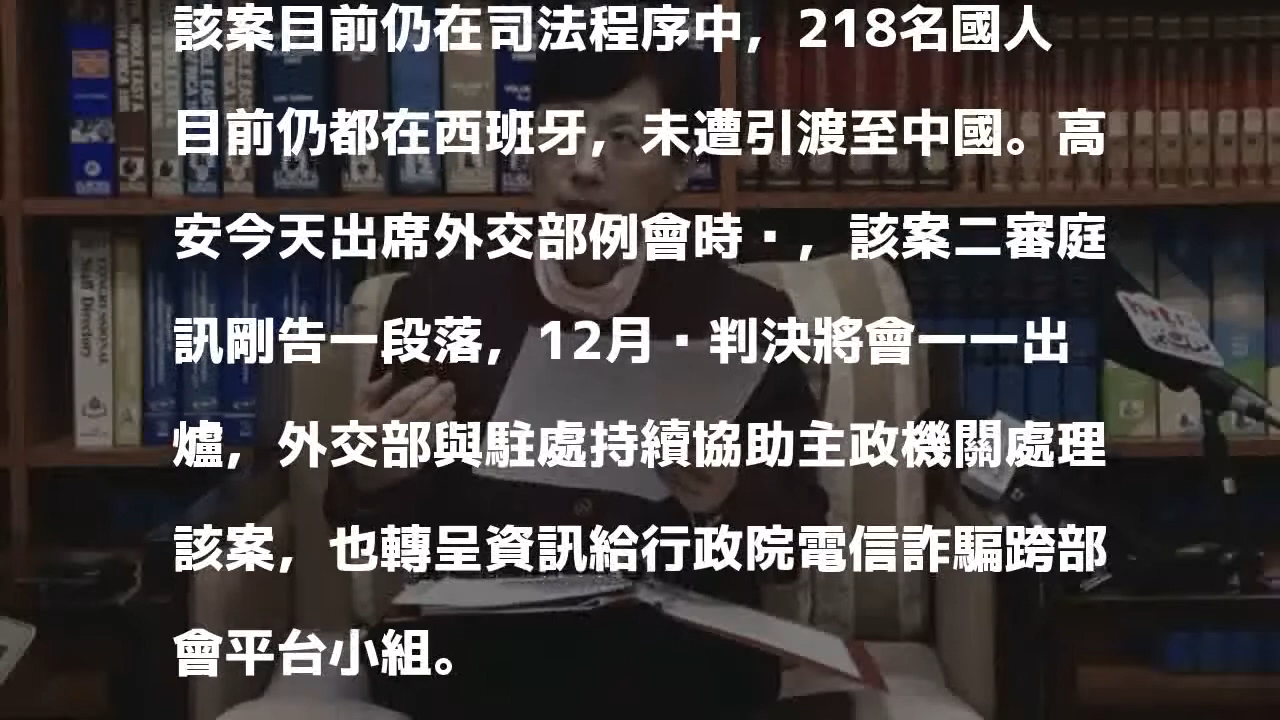 該案目前仍在司法程序中，218名國人
目前仍都在西班牙，未遭引渡至中國。高
安今天出席外交部例會時·，該案二審庭
訊剛告一段落，12月·判決將會一一出
爐，外交部與駐處持續協助主政機關處理
該案，也轉呈資訊給行政院電信詐騙跨部
會平台小組。